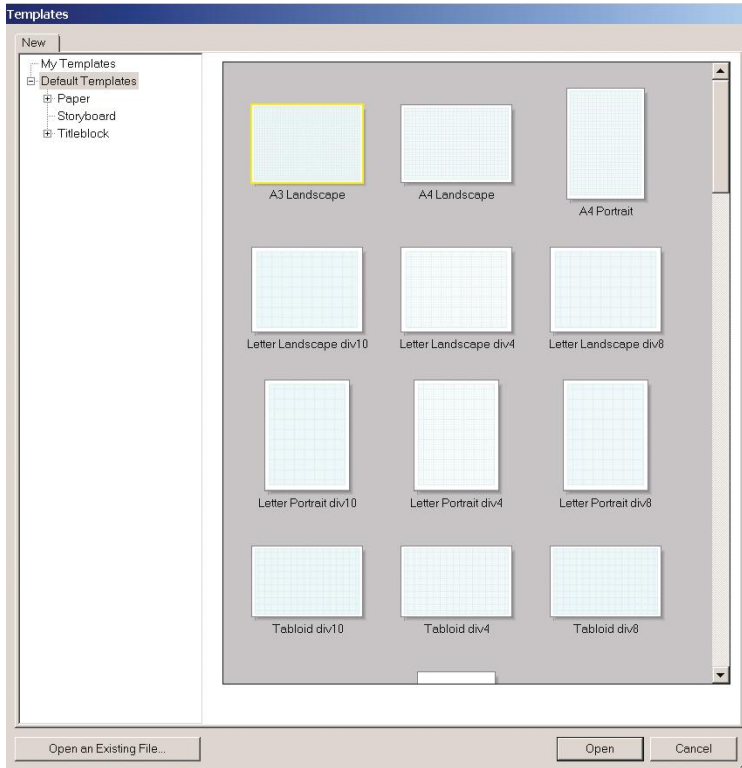 Templates
New
My Templates
Default Templates
Paper
Storyboard
Titleblock
A3 Landscape
A4 Landscape
A4 Portrait
Letter Landscape div10
Letter Landscape div4
Letter Landscape div8
Letter Portrait div10
Letter Portrait div4
Letter Portrait div8
Tabloid div10
Tabloid div4
Tabloid div8
Open an Existing File...
Open
Cancel